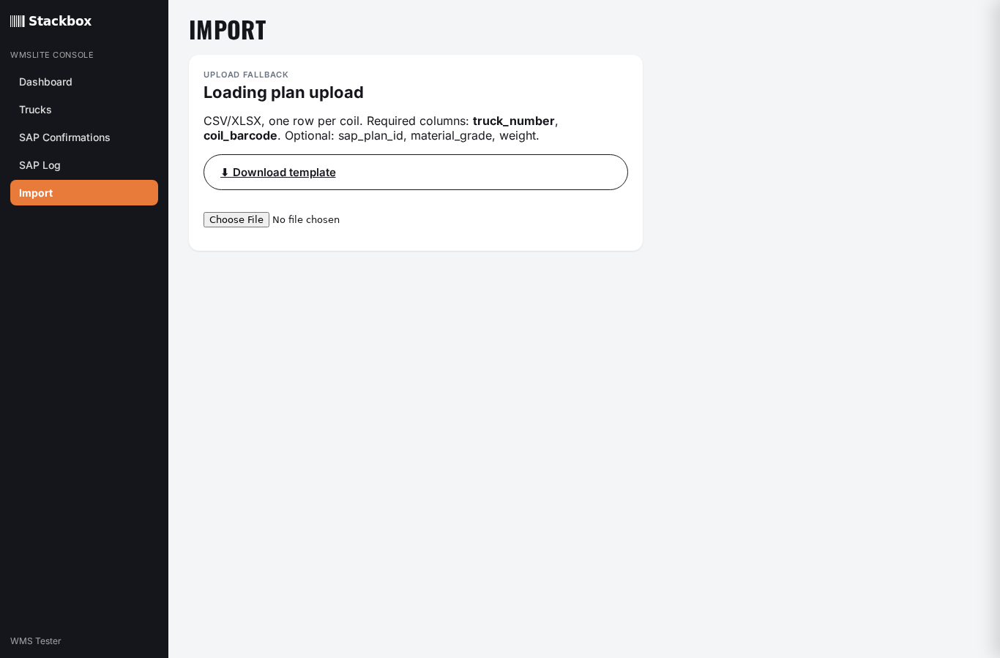 Stackbox
WMSLITE CONSOLE
Dashboard
Trucks
SAP Confirmations
SAP Log
Import
WMS Tester
IMPORT
UPLOAD FALLBACK
Loading plan upload
CSV/XLSX, one row per coil. Required columns: truck_number,
coil_barcode. Optional: sap_plan_id, material_grade, weight.
⬇ Download template
Choose File No file chosen